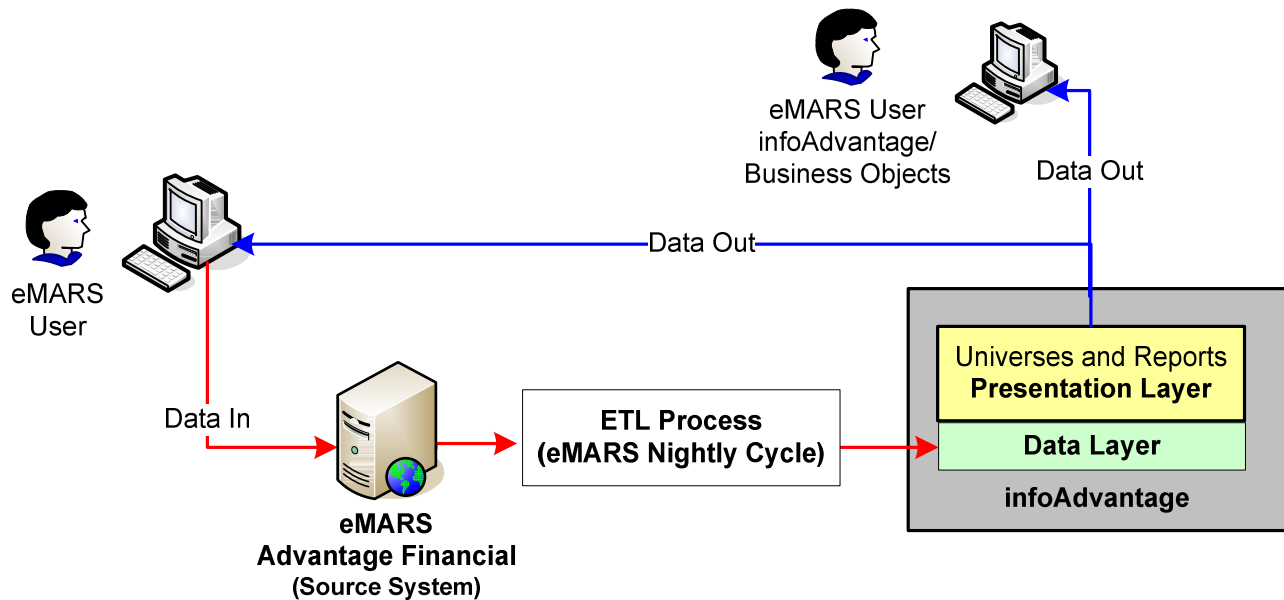 eMARS User
infoAdvantage/
Business Objects
Data Out
Data Out
eMARS
User
Data In
eMARS
Advantage Financial
(Source System)
ETL Process
(eMARS Nightly Cycle)
Universes and Reports
Presentation Layer
Data Layer
infoAdvantage